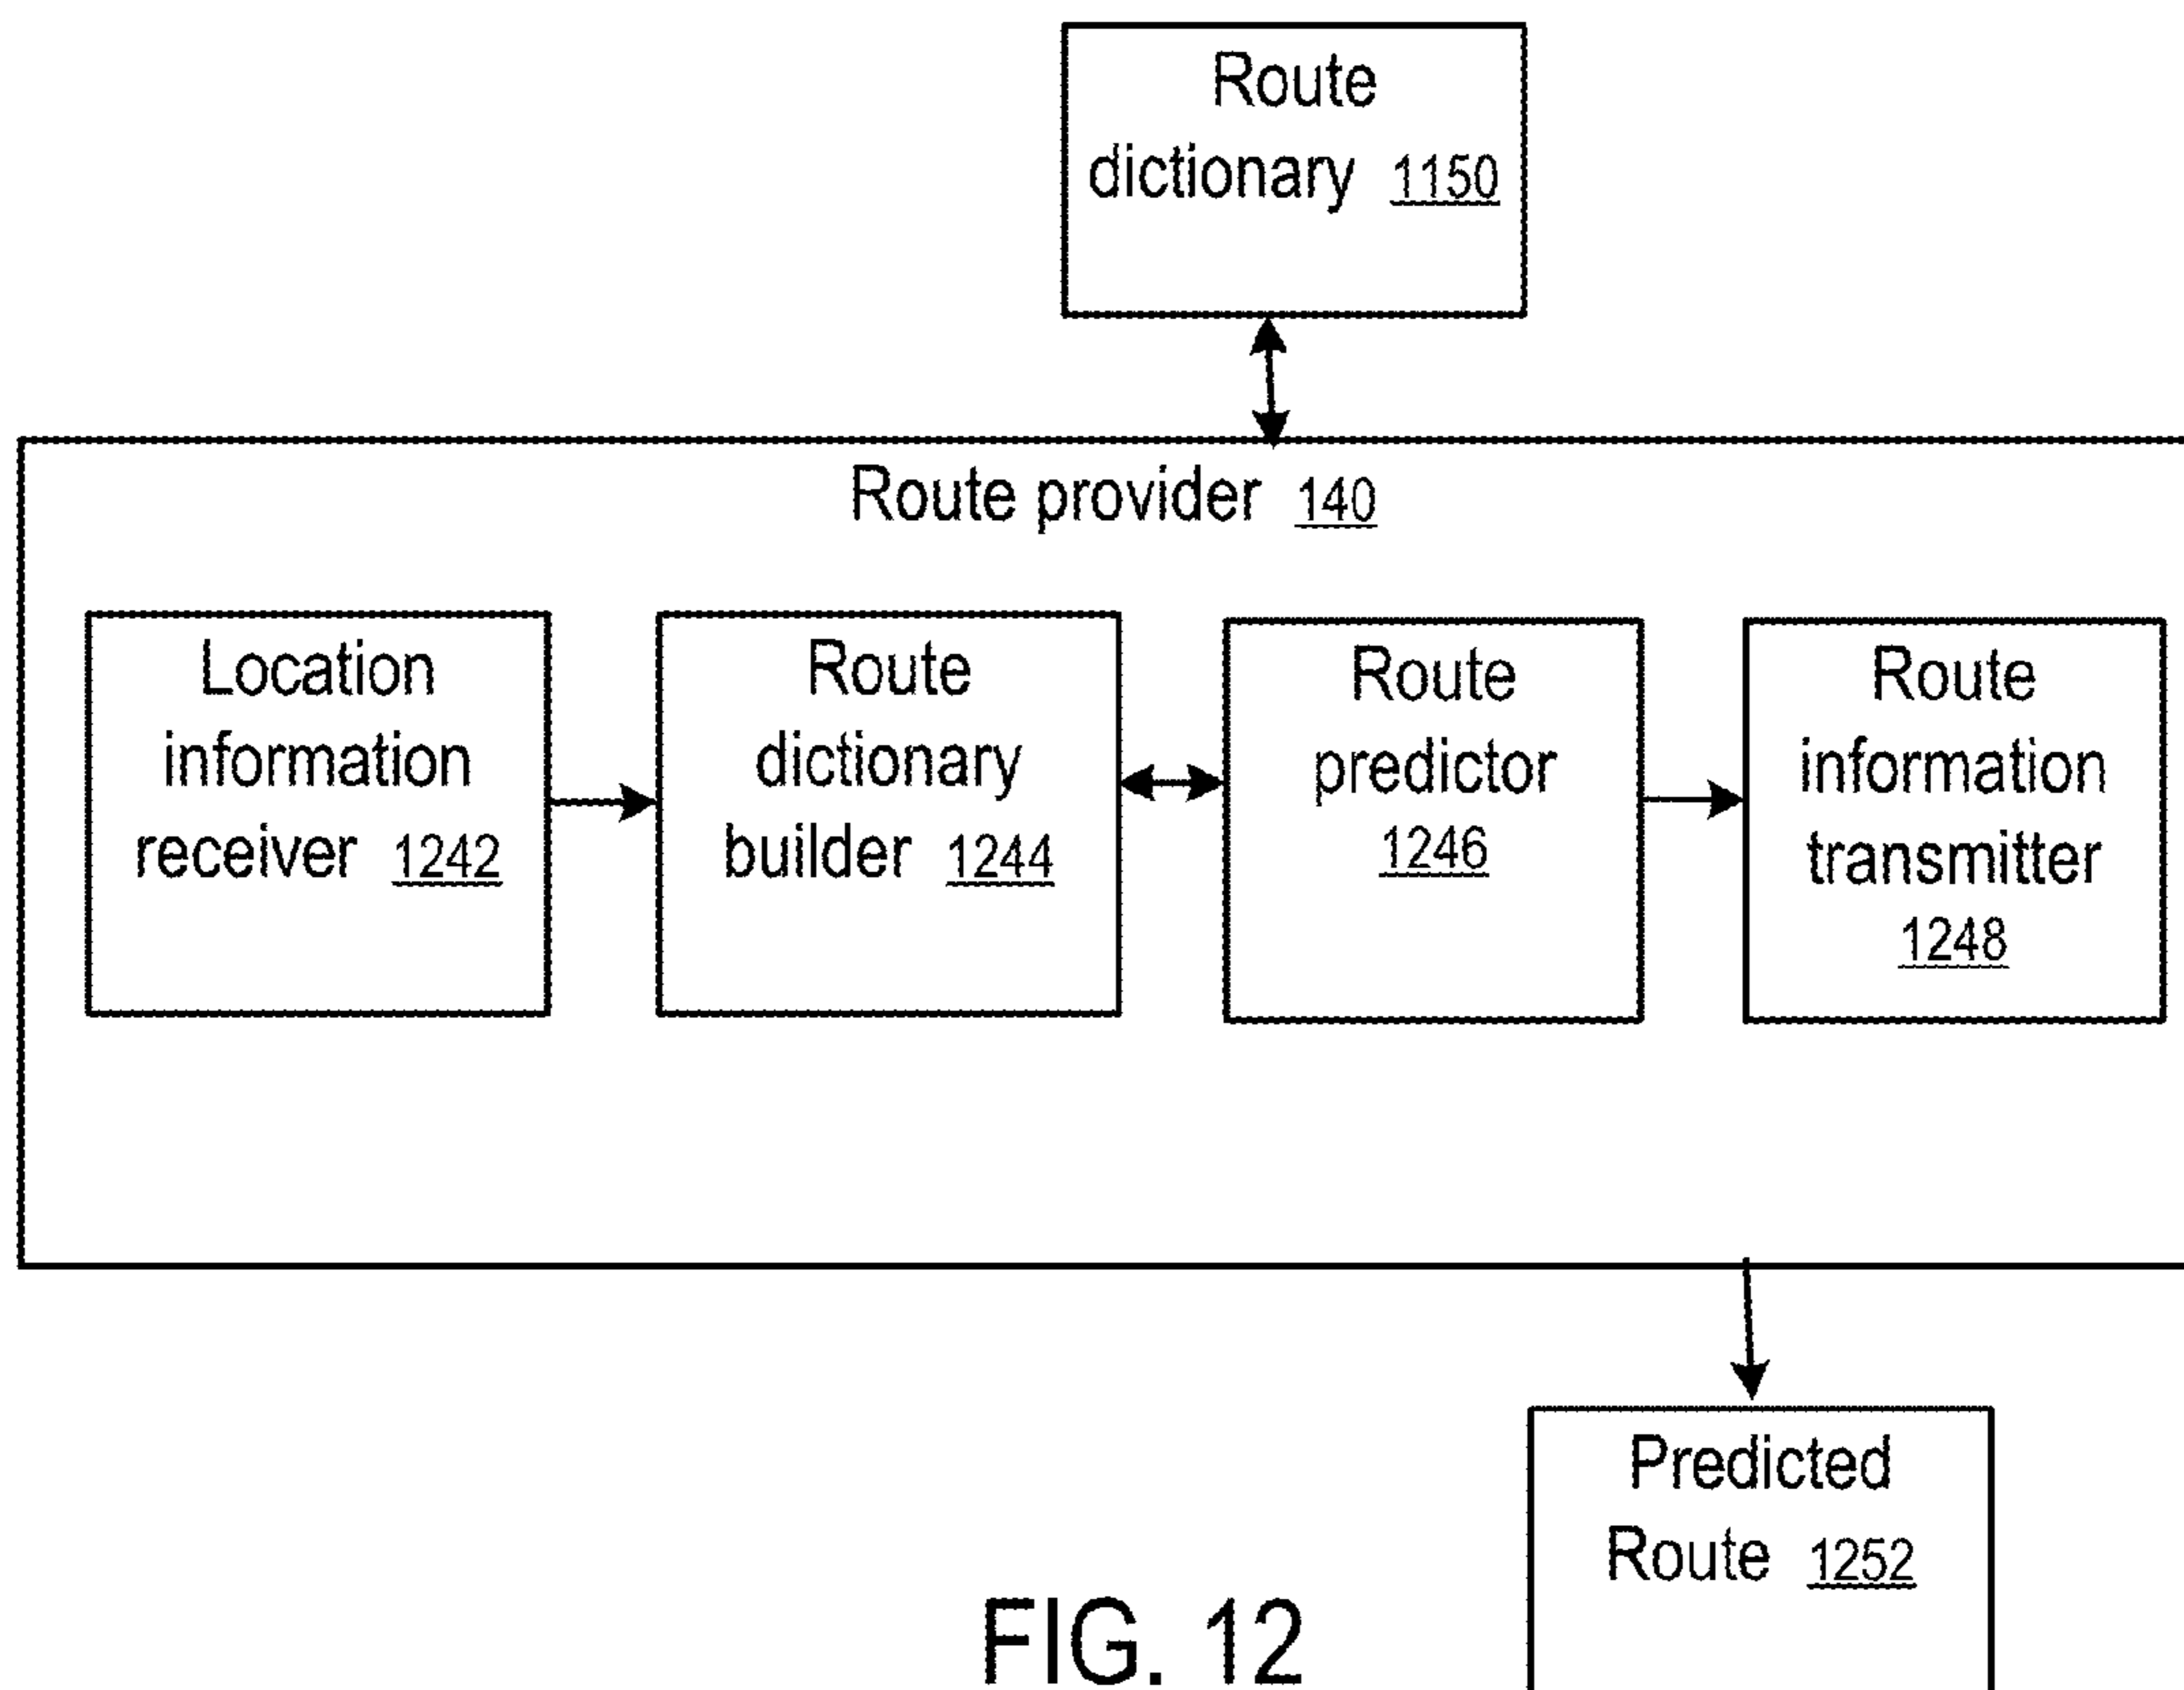 Route
dictionary 1150
Route provider 140
Location
information
receiver 1242
Route
dictionary
builder 1244
Route
predictor
1246
Route
information
transmitter
1248
Predicted
Route 1252
FIG. 12